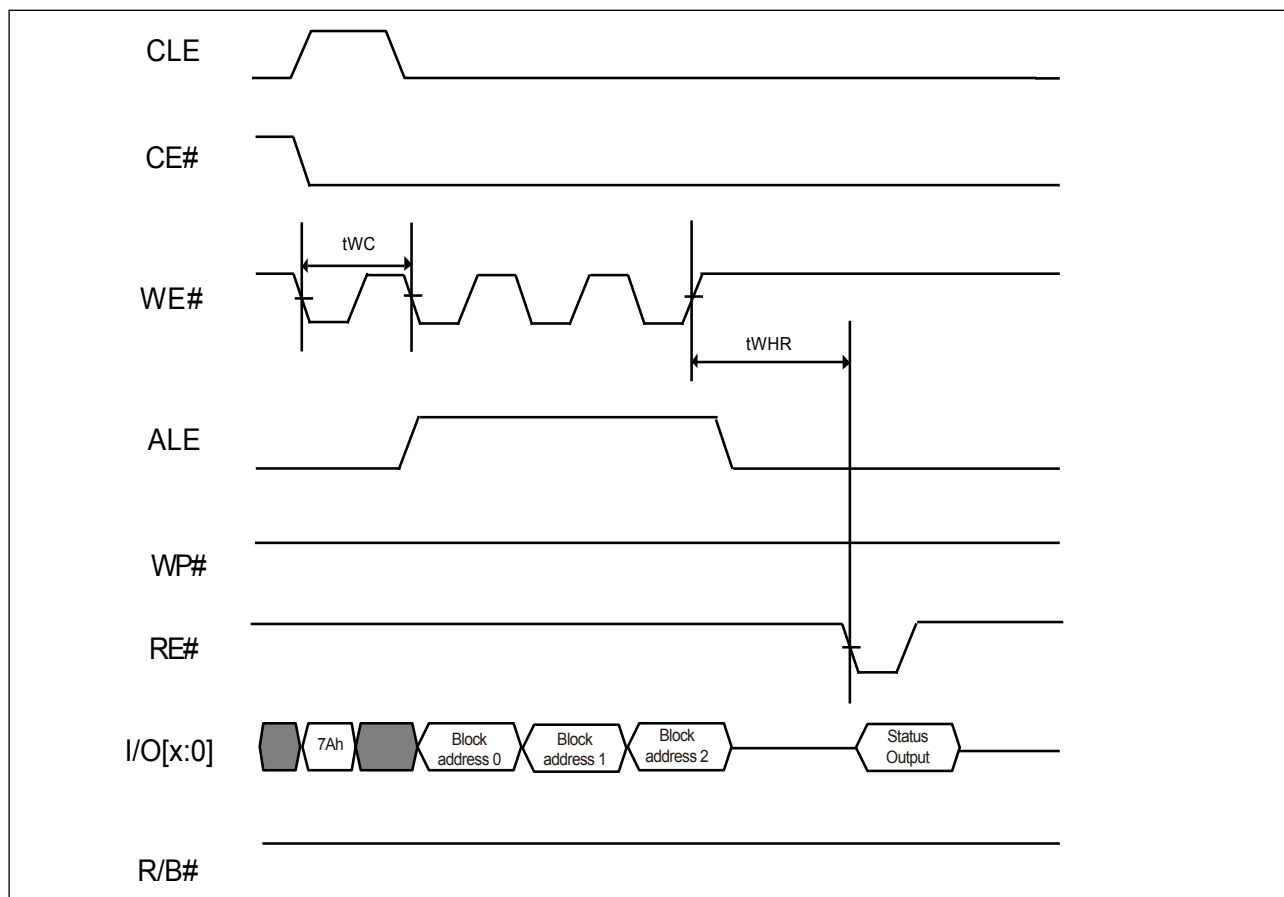 CLE
CE#
tWC
WE#
tWHR
ALE
WP#
RE#
I/O[x:0]
7Ah
Block
address 0
Block
address 1
Block
address 2
Status
Output
R/B#